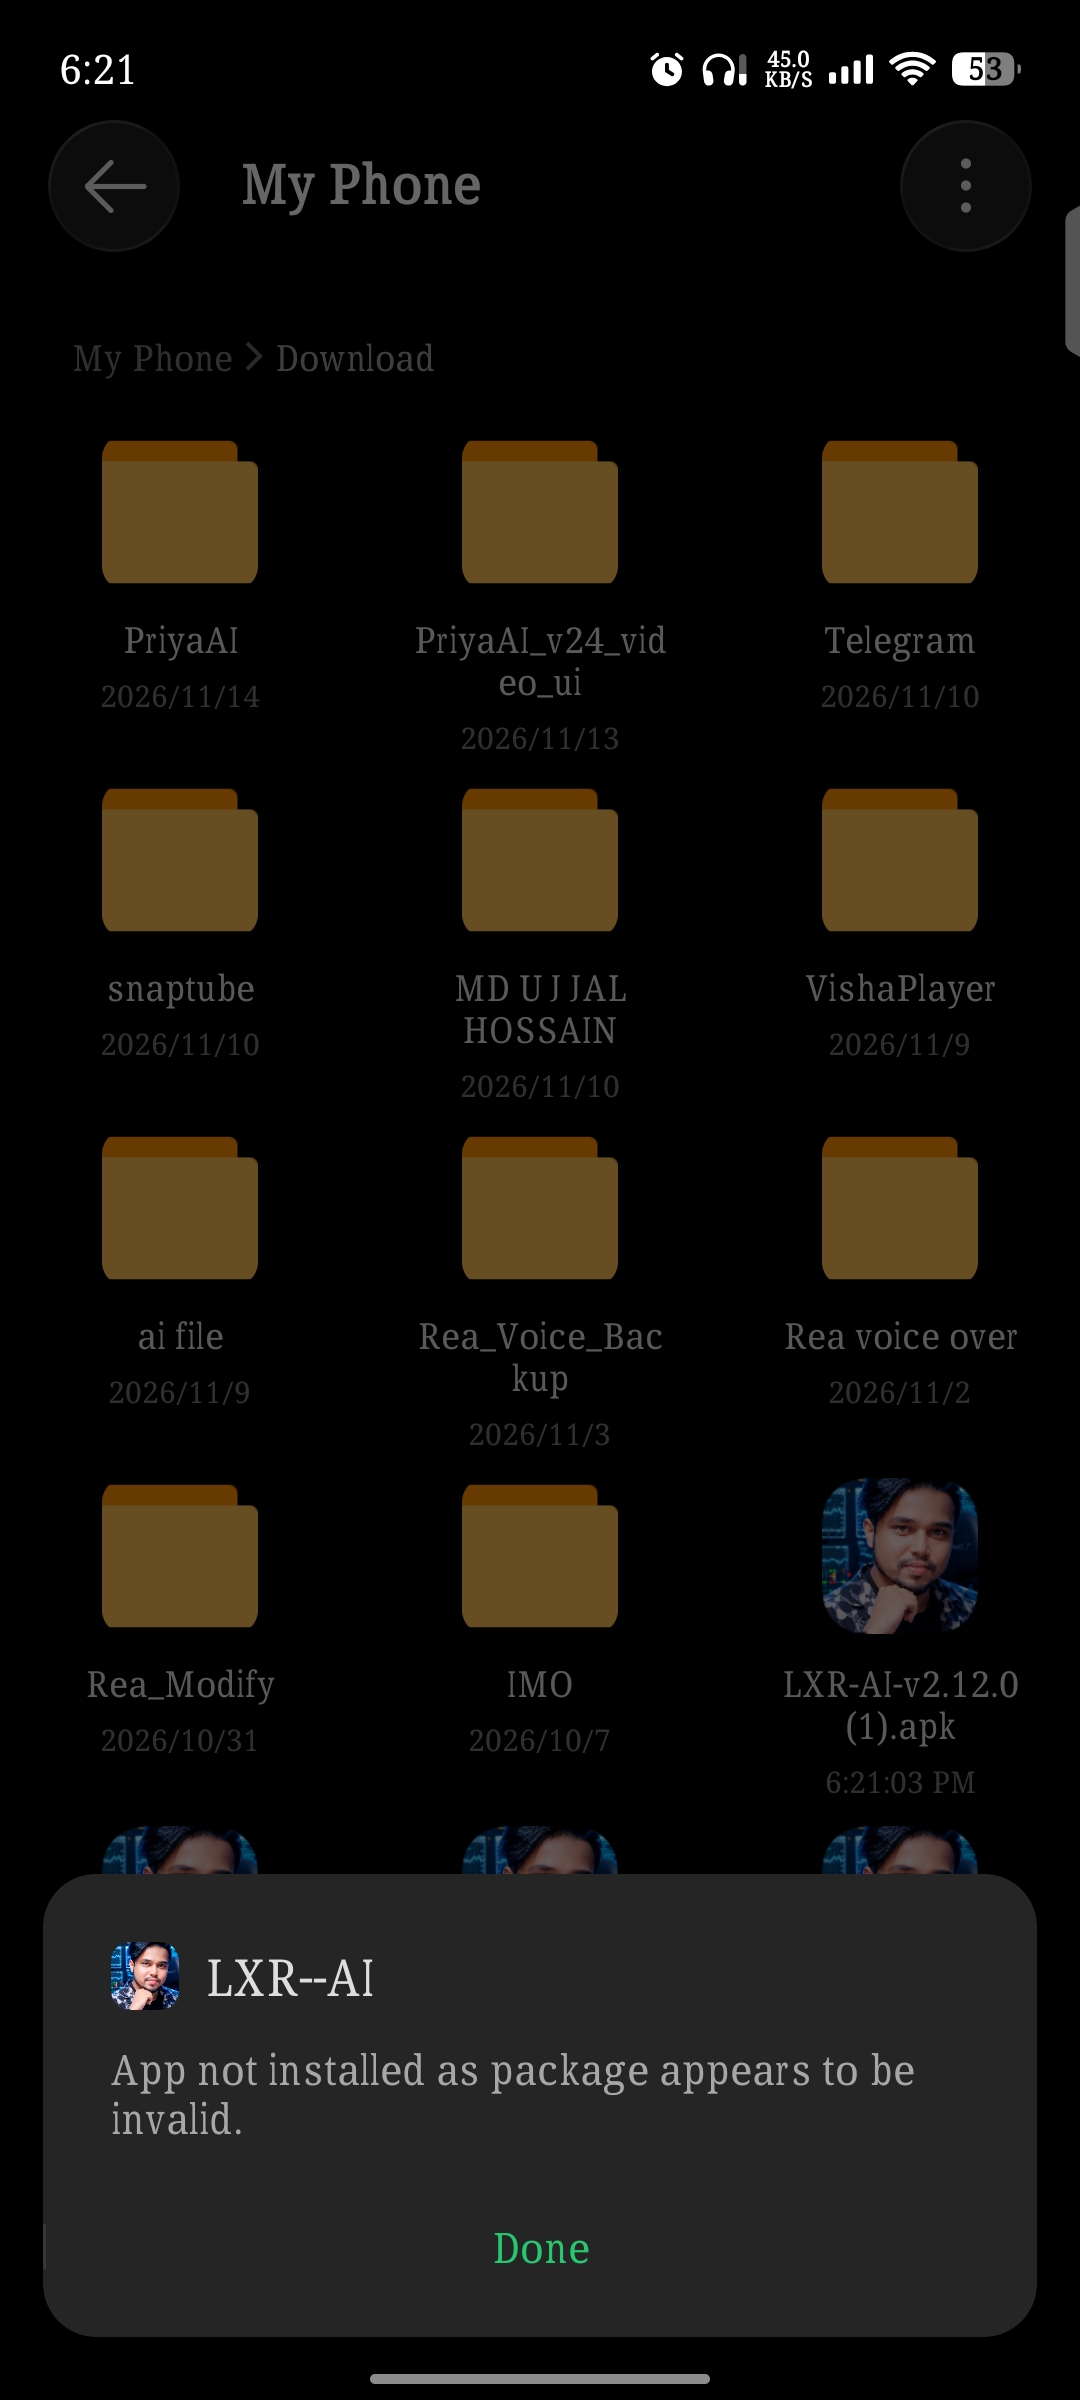 6:21
45.0
KB/S
53
My Phone
My Phone > Download
PriyaAI
2026/11/14
PriyaAI_v24_vid
eo_ui
2026/11/13
Telegram
2026/11/10
snaptube
2026/11/10
MD U J JAL
HOSSAIN
2026/11/10
VishaPlayer
2026/11/9
ai file
2026/11/9
Rea_Voice_Bac
kup
2026/11/3
Rea voice over
2026/11/2
Rea_Modify
2026/10/31
IMO
2026/10/7
LXR-AI-v2.12.0
(1).apk
6:21:03 PM
LXR--AI
App not installed as package appears to be
invalid.
Done